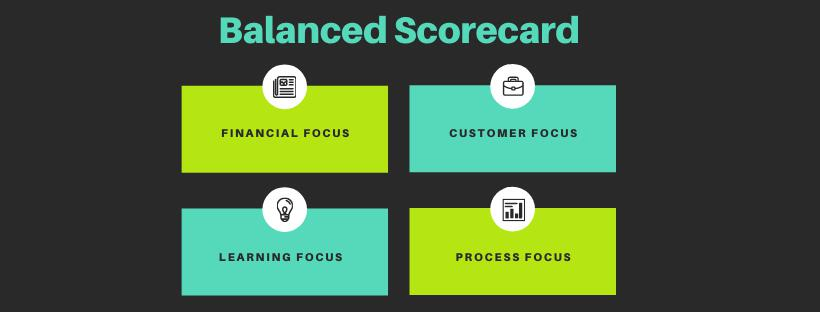 Balanced Scorecard
FINANCIAL FOCUS
CUSTOMER FOCUS
LEARNING FOCUS
PROCESS FOCUS